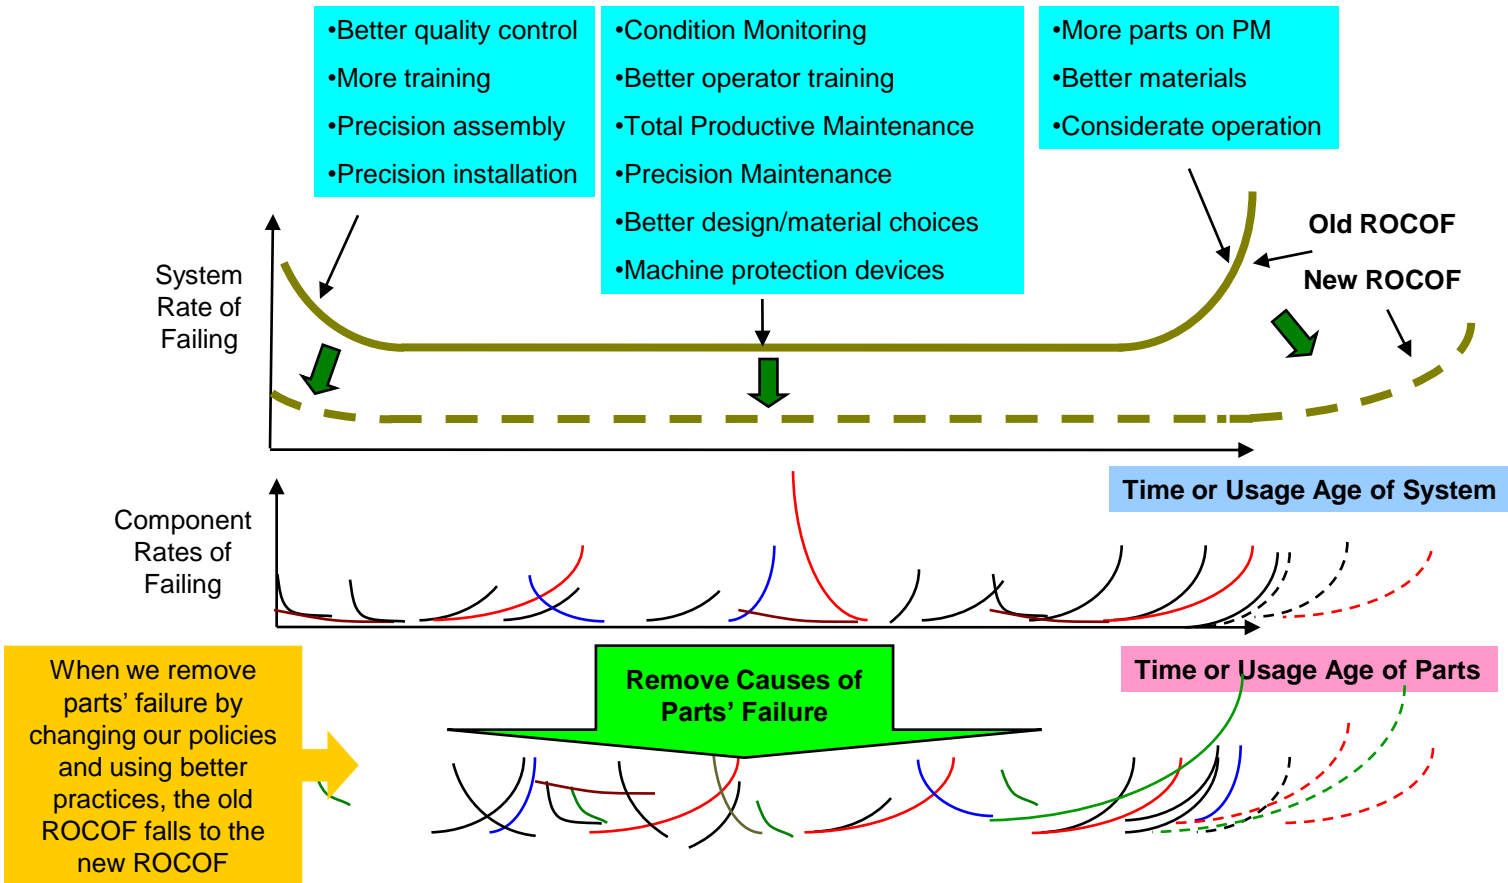 •Better quality control
•More training
•Precision assembly
•Precision installation
•Condition Monitoring
•Better operator training
•Total Productive Maintenance
•Precision Maintenance
•Better design/material choices
•Machine protection devices
•More parts on PM
•Better materials
•Considerate operation
Old ROCOF
New ROCOF
System
Rate of
Failing
Time or Usage Age of System
Component
Rates of
Failing
Time or Usage Age of Parts
Remove Causes of
Parts’ Failure
When we remove
parts’ failure by
changing our policies
and using better
practices, the old
ROCOF falls to the
new ROCOF